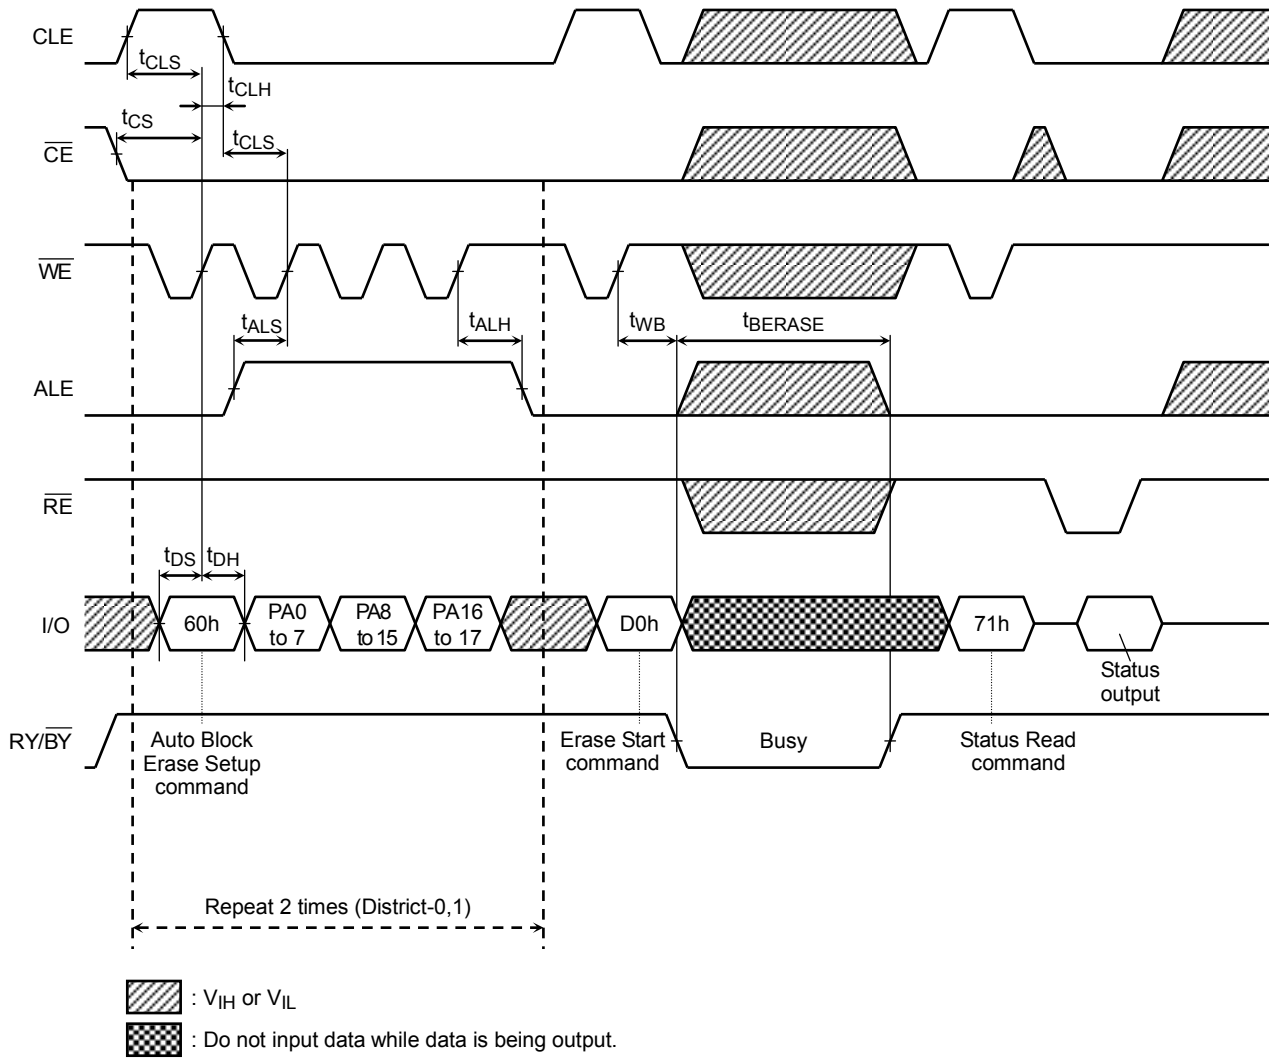 CLE
tCLS
tCLH
tCS
tCLS
CE
WE
tALS
tALH
tWB
tBERASE
ALE
RE
tDS
tDH
I/O
60h
PA0
to 7
PA8
to 15
PA16
to 17
D0h
71h
Status
output
RY/BY
Auto Block
Erase Setup
command
Erase Start
command
Busy
Status Read
command
Repeat 2 times (District-0,1)
: VIH or VIL
: Do not input data while data is being output.